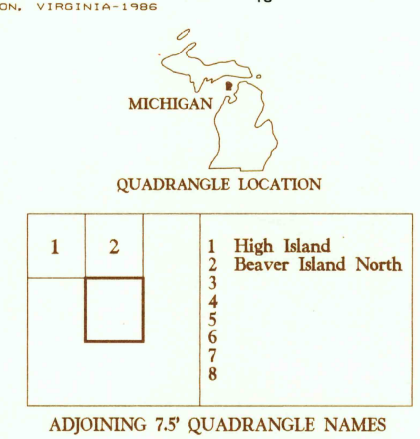 ON, VIRGINIA-1986
MICHIGAN
QUADRANGLE LOCATION
1 2
1 High Island
2 Beaver Island North
3
4
5
6
7
8
ADJOINING 7.5' QUADRANGLE NAMES